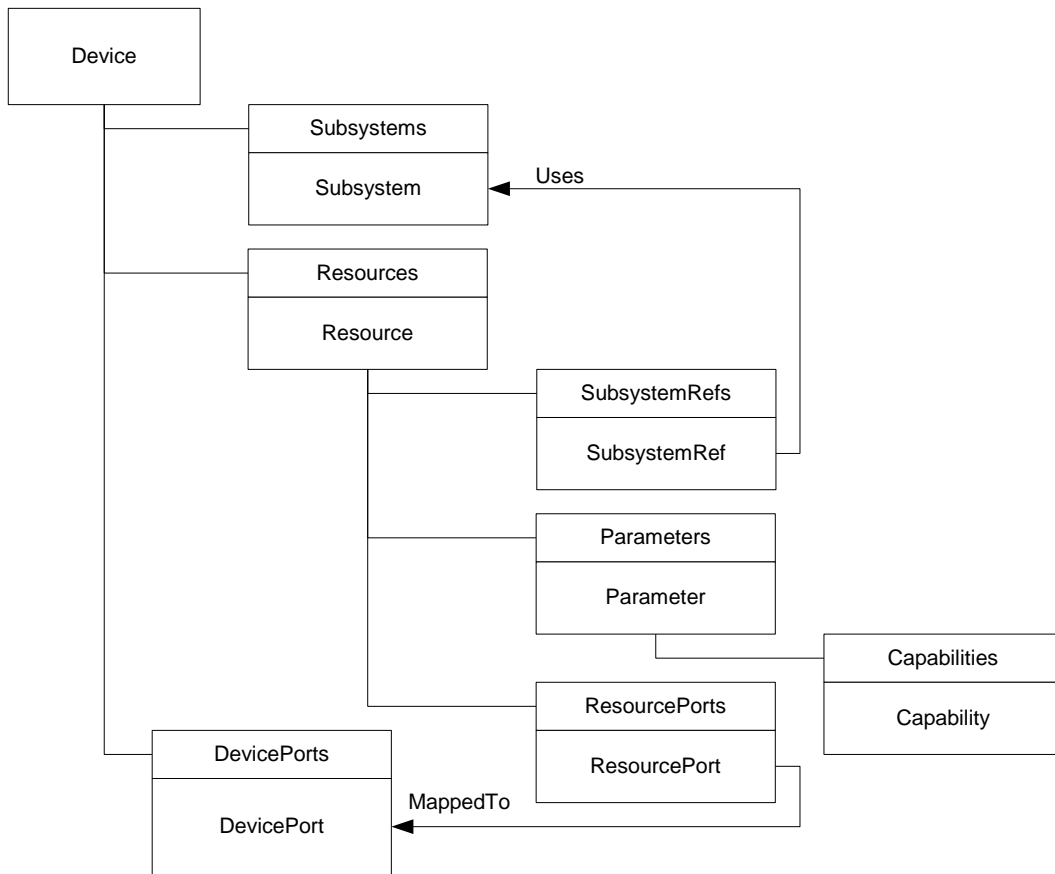 Device
Subsystems
Subsystem
Uses
Resources
Resource
SubsystemRefs
SubsystemRef
Parameters
Parameter
Capabilities
Capability
ResourcePorts
ResourcePort
DevicePorts
DevicePort
MappedTo